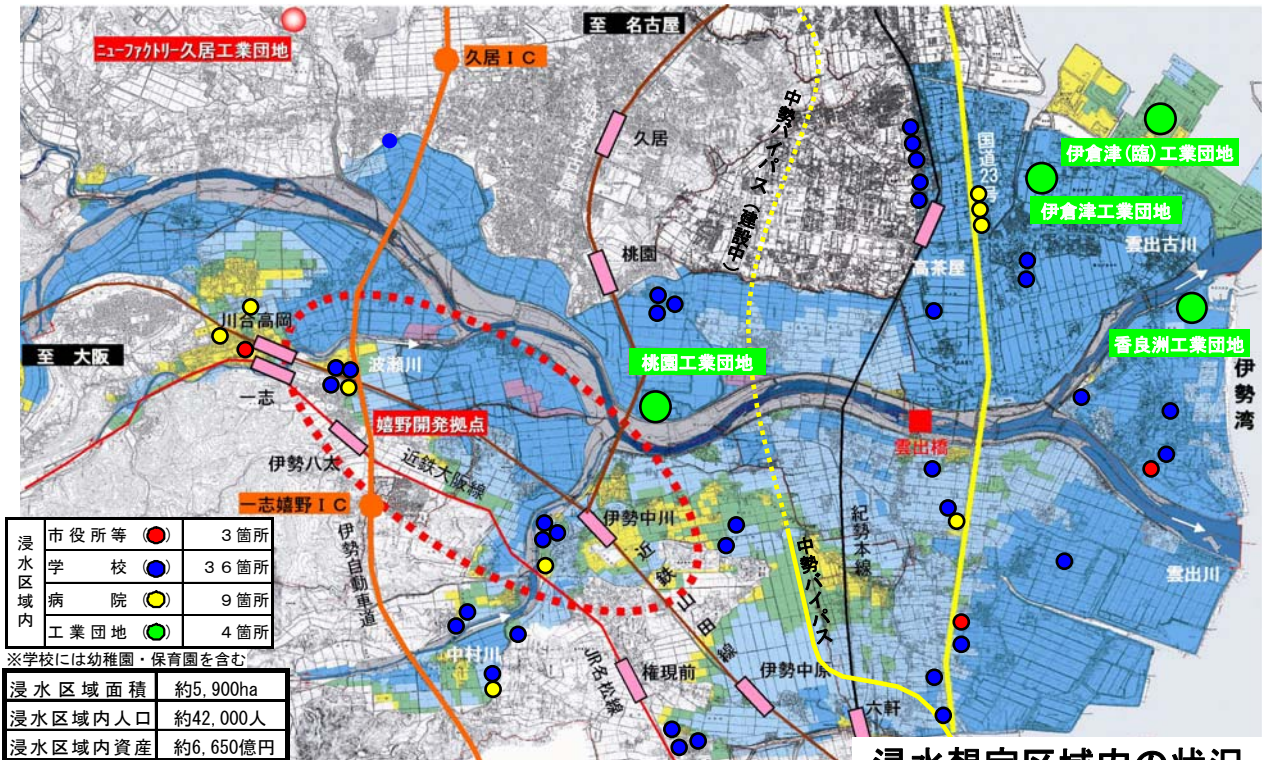 至 名古屋
ニューファクトリー久居工業団地
久居ＩＣ
久居
中勢バイパス（建設中）
国道23号
伊倉津（臨）工業団地
伊倉津工業団地
雲出古川
桃園
高茶屋
川合高岡
至 大阪
波瀬川
桃園工業団地
香良洲工業団地
伊勢湾
一志
嬉野開発拠点
雲出橋
伊勢八太
近鉄大阪線
一志嬉野ＩＣ
伊勢自動車道
伊勢中川
近鉄山田線
中勢バイパス
紀勢本線
雲出川
中村川
JR名松線
権現前
伊勢中原
六軒
浸水区域内
市役所等（ ） 3箇所
学校（ ） 36箇所
病院（ ） 9箇所
工業団地（ ） 4箇所
※学校には幼稚園・保育園を含む
浸水区域面積 約5,900ha
浸水区域内人口 約42,000人
浸水区域内資産 約6,650億円
浸水想定区域内の状況